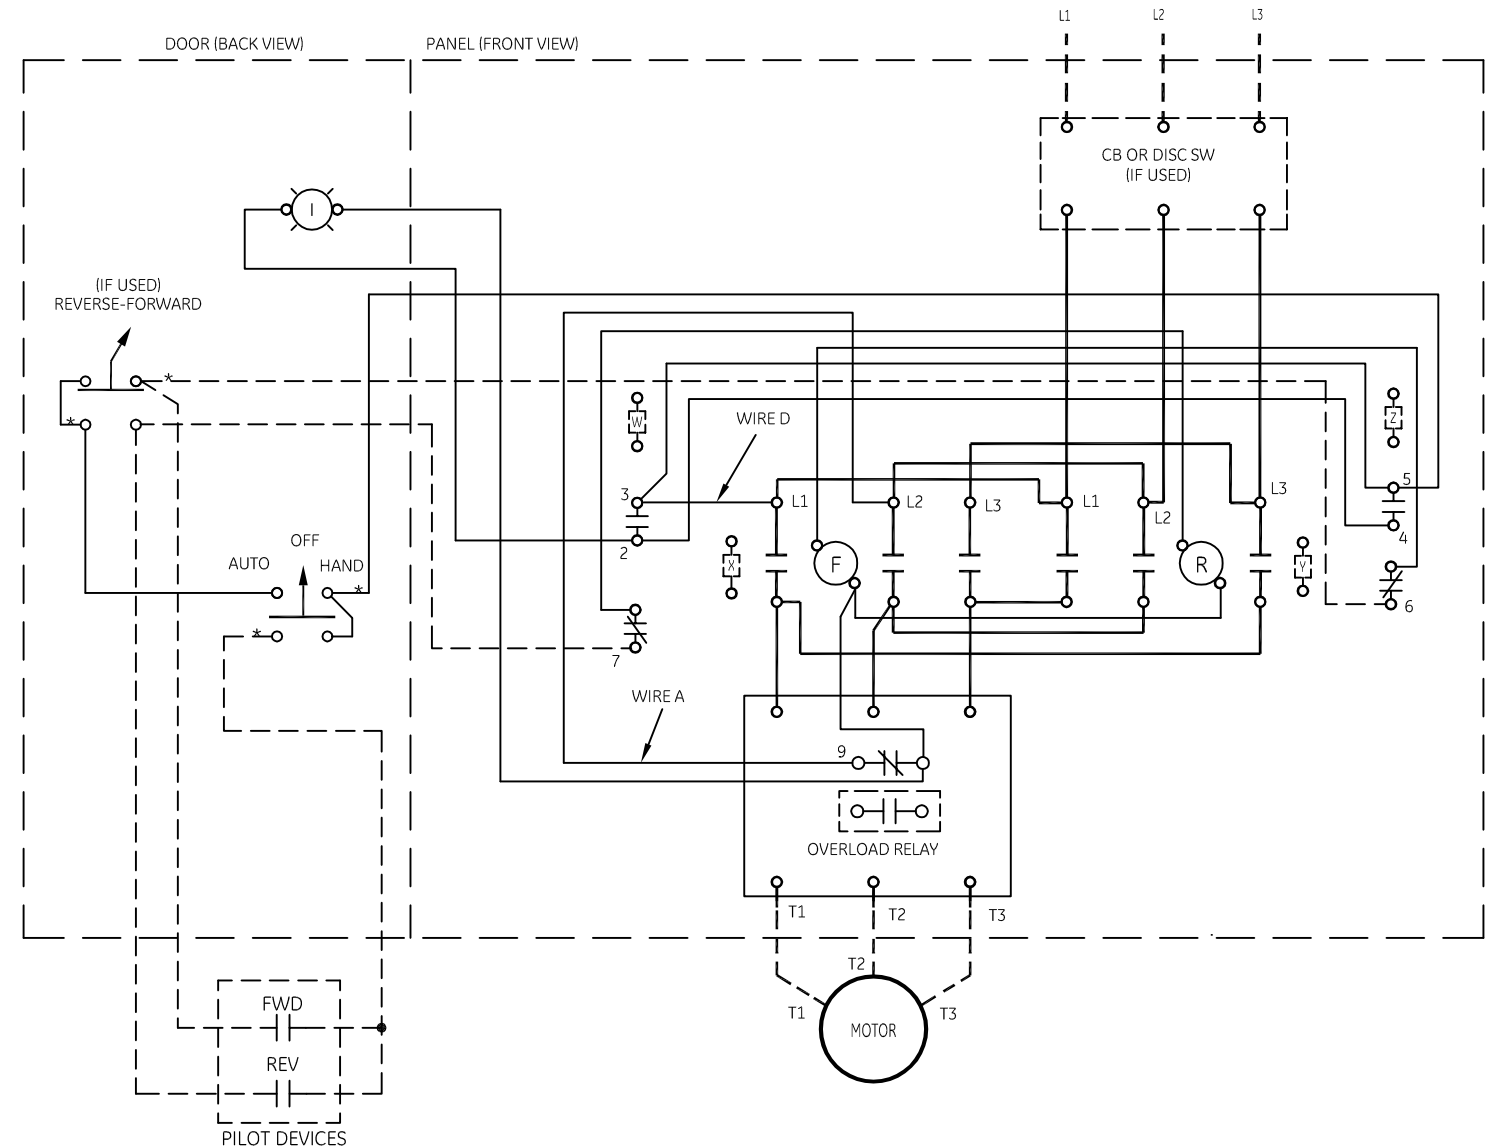 L1
L2
L3
DOOR (BACK VIEW)
PANEL (FRONT VIEW)
CB OR DISC SW
(IF USED)
I
(IF USED)
REVERSE-FORWARD
*
*
W
Z
WIRE D
3
L1
L2
L3
L1
L2
L3
5
2
4
X
F
R
Y
OFF
AUTO
HAND
*
*
6
7
WIRE A
9
OVERLOAD RELAY
T1
T2
T3
T2
T1
T3
MOTOR
FWD
REV
PILOT DEVICES